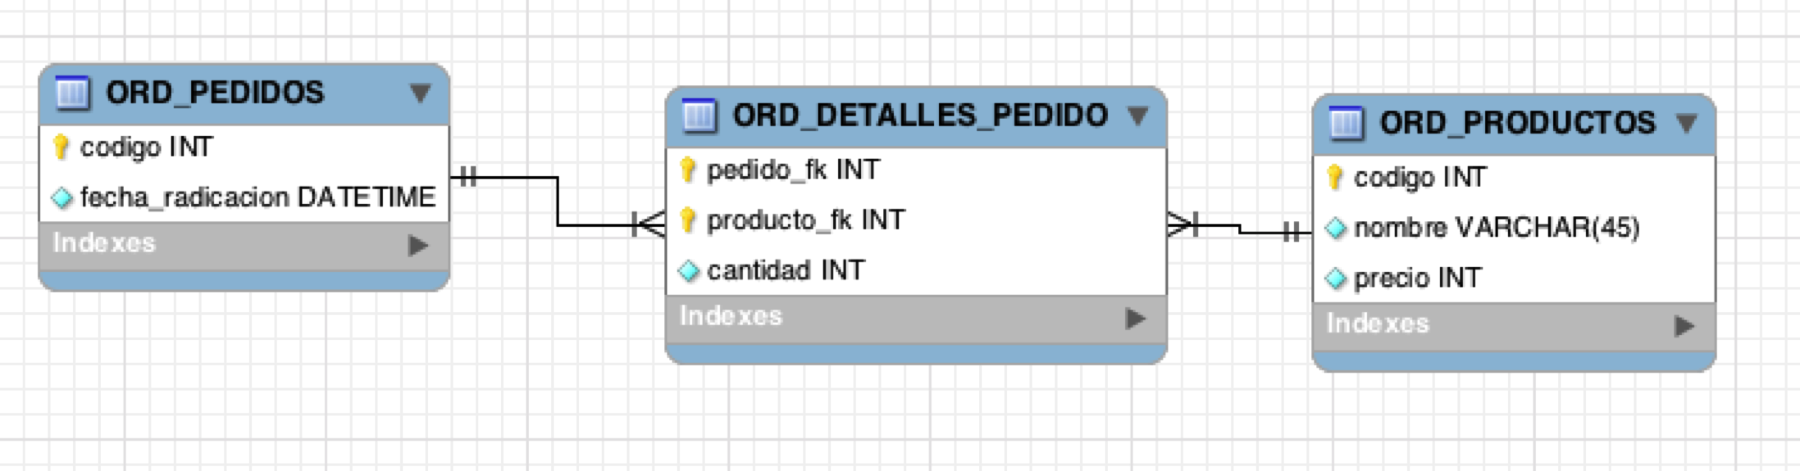 ORD_PEDIDOS
codigo INT
fecha_radicacion DATETIME
Indexes
ORD_DETALLES_PEDIDO
pedido_fk INT
producto_fk INT
cantidad INT
Indexes
ORD_PRODUCTOS
codigo INT
nombre VARCHAR(45)
precio INT
Indexes